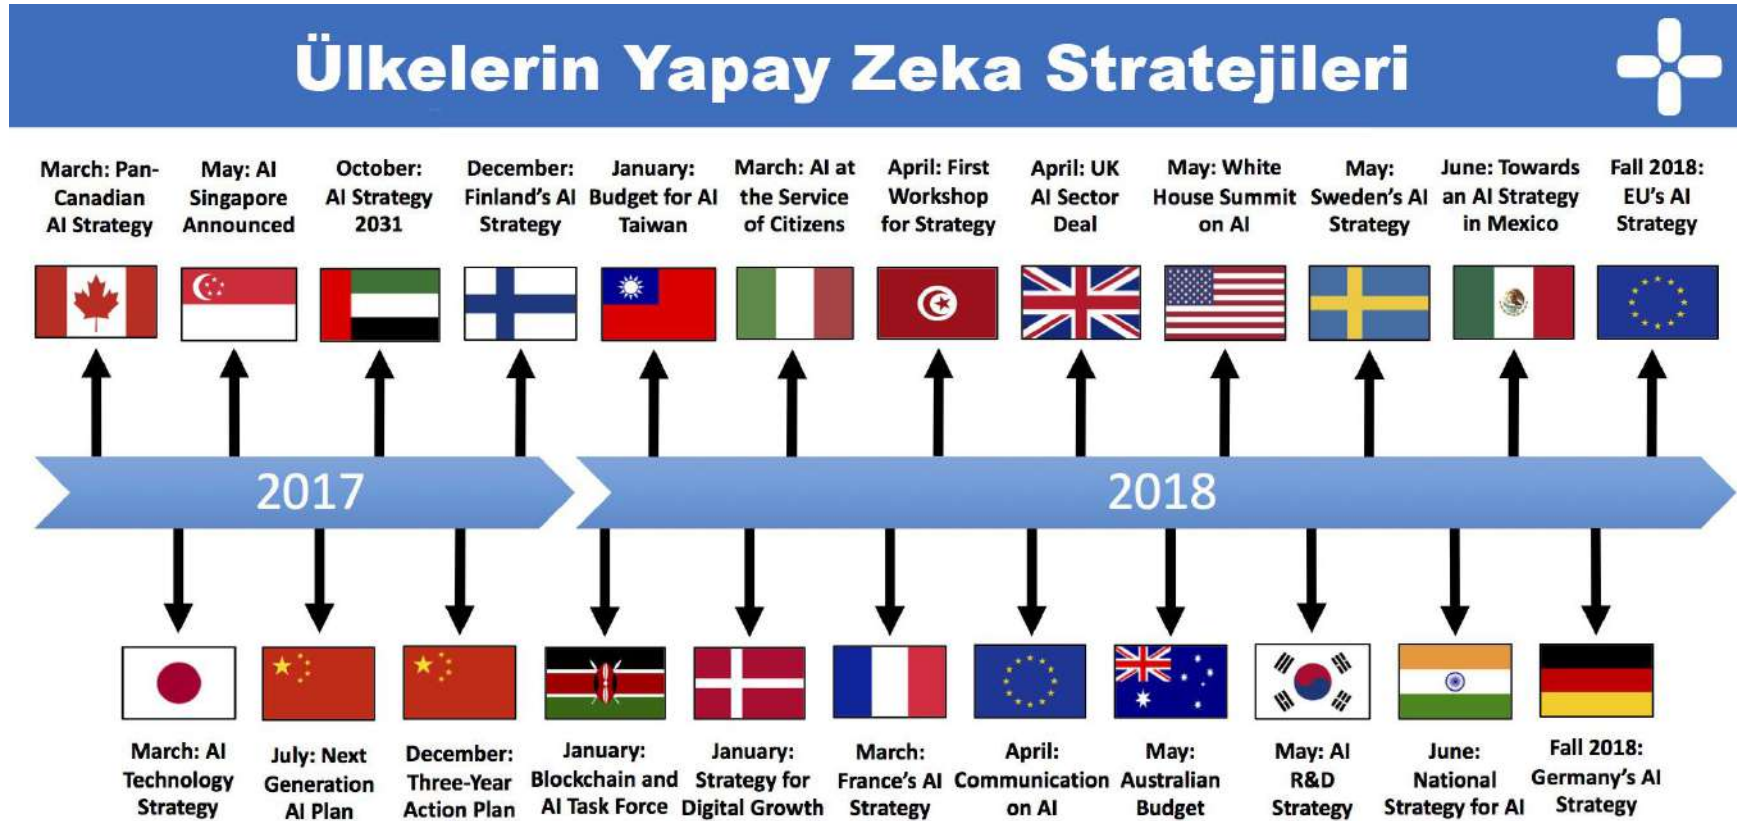 Ülkelerin Yapay Zeka Stratejileri
March: Pan-
Canadian
AI Strategy
May: AI
Singapore
Announced
October:
AI Strategy
2031
December:
Finland's AI
Strategy
January:
Budget for AI
Taiwan
March: AI at
the Service
of Citizens
April: First
Workshop
for Strategy
April: UK
AI Sector
Deal
May: White
House Summit
on AI
May:
Sweden's AI
Strategy
June: Towards
an AI Strategy
in Mexico
Fall 2018:
EU's AI
Strategy
2017
2018
March: AI
Technology
Strategy
July: Next
Generation
AI Plan
December:
Three-Year
Action Plan
January:
Blockchain and
AI Task Force
January:
Strategy for
Digital Growth
March:
France's AI
Strategy
April:
Communication
on AI
May:
Australian
Budget
May: AI
R&D
Strategy
June:
National
Strategy for AI
Fall 2018:
Germany's AI
Strategy